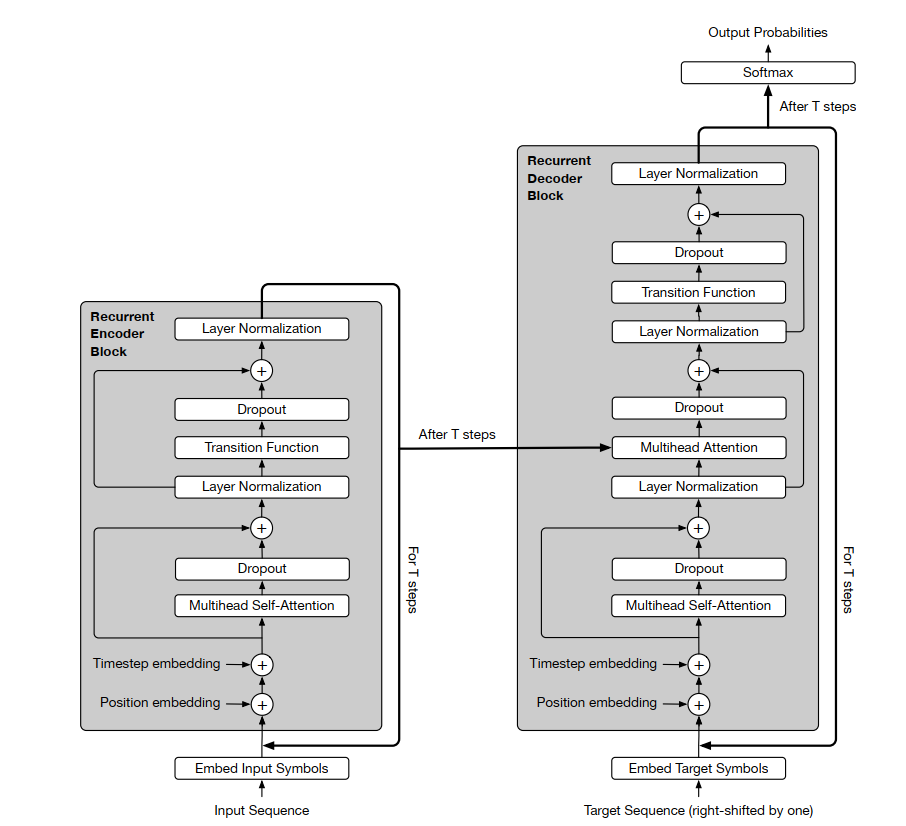 Output Probabilities
Softmax
After T steps
Recurrent
Decoder
Block
Layer Normalization
+
Dropout
Transition Function
Layer Normalization
+
Dropout
Multihead Attention
Layer Normalization
+
Dropout
Multihead Self-Attention
Timestep embedding
+
Position embedding
+
For T steps
Embed Target Symbols
Target Sequence (right-shifted by one)
After T steps
Recurrent
Encoder
Block
Layer Normalization
+
Dropout
Transition Function
Layer Normalization
+
Dropout
Multihead Self-Attention
Timestep embedding
+
Position embedding
+
For T steps
Embed Input Symbols
Input Sequence